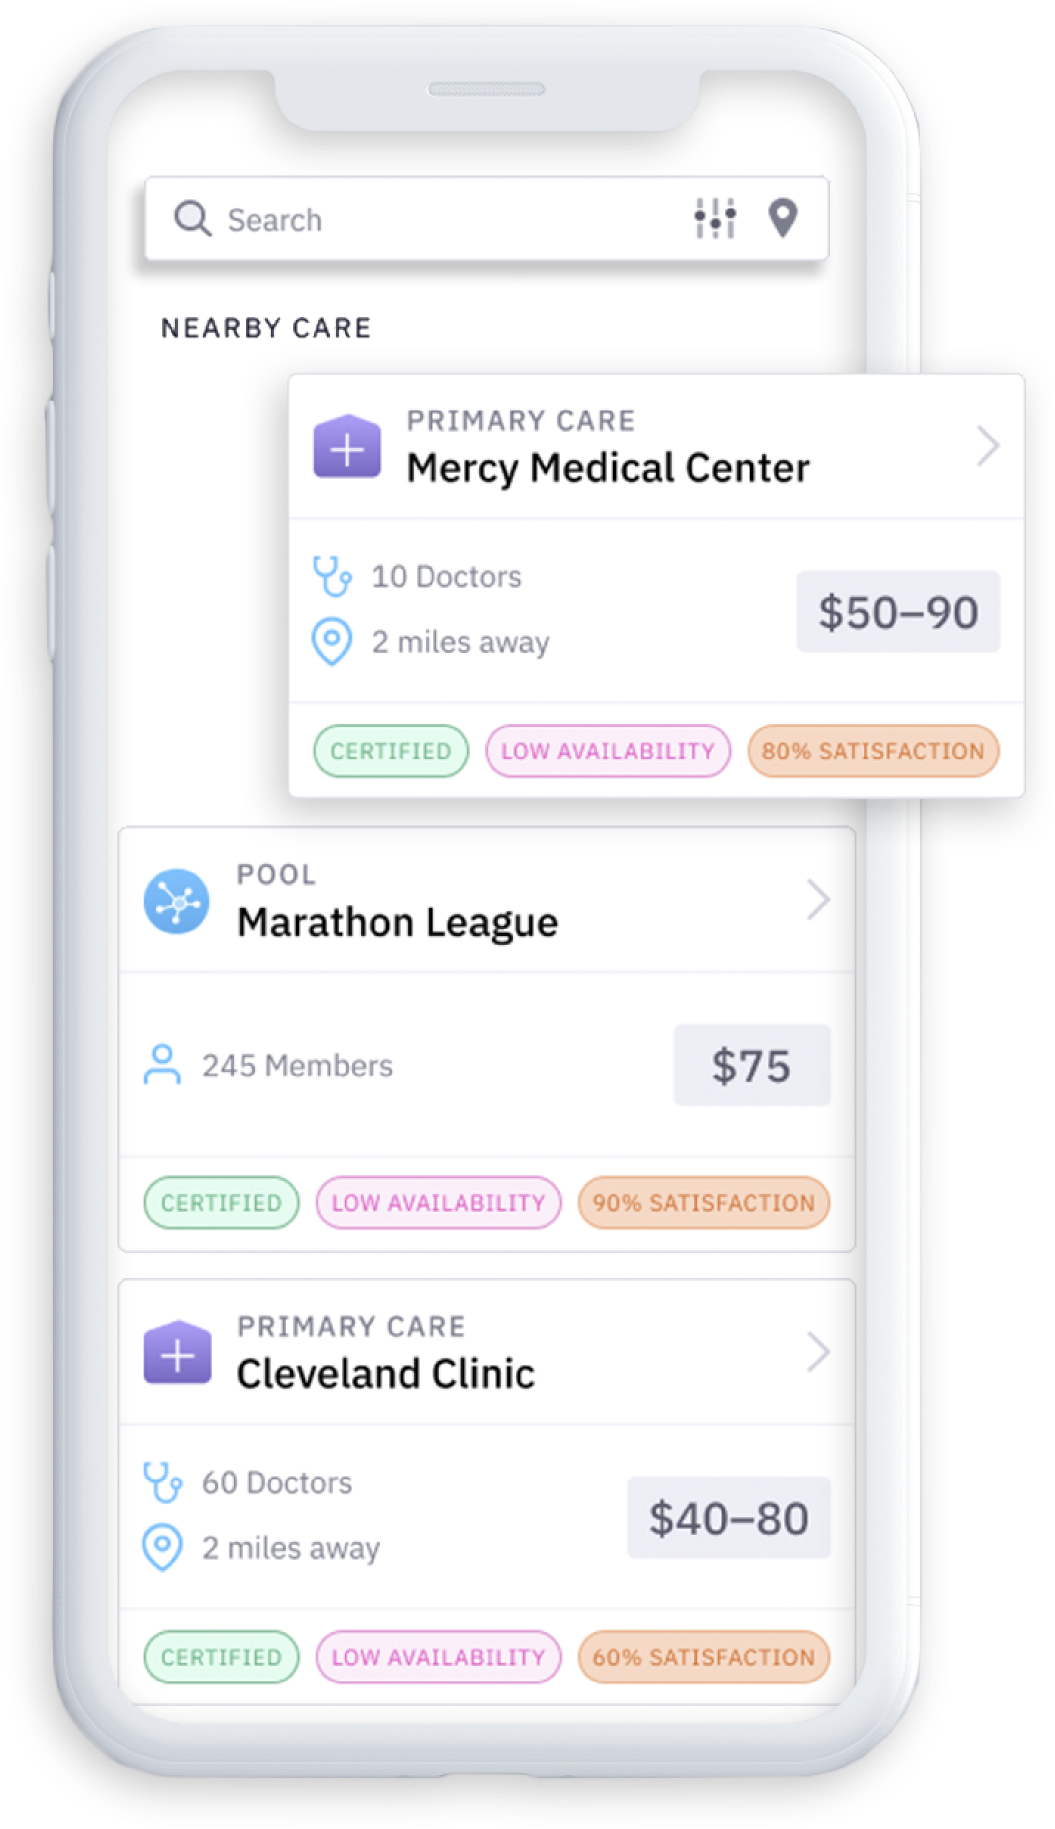 Search
NEARBY CARE
PRIMARY CARE
Mercy Medical Center
10 Doctors
2 miles away
$50–90
CERTIFIED LOW AVAILABILITY 80% SATISFACTION
POOL
Marathon League
245 Members
$75
CERTIFIED LOW AVAILABILITY 90% SATISFACTION
PRIMARY CARE
Cleveland Clinic
60 Doctors
2 miles away
$40–80
CERTIFIED LOW AVAILABILITY 60% SATISFACTION